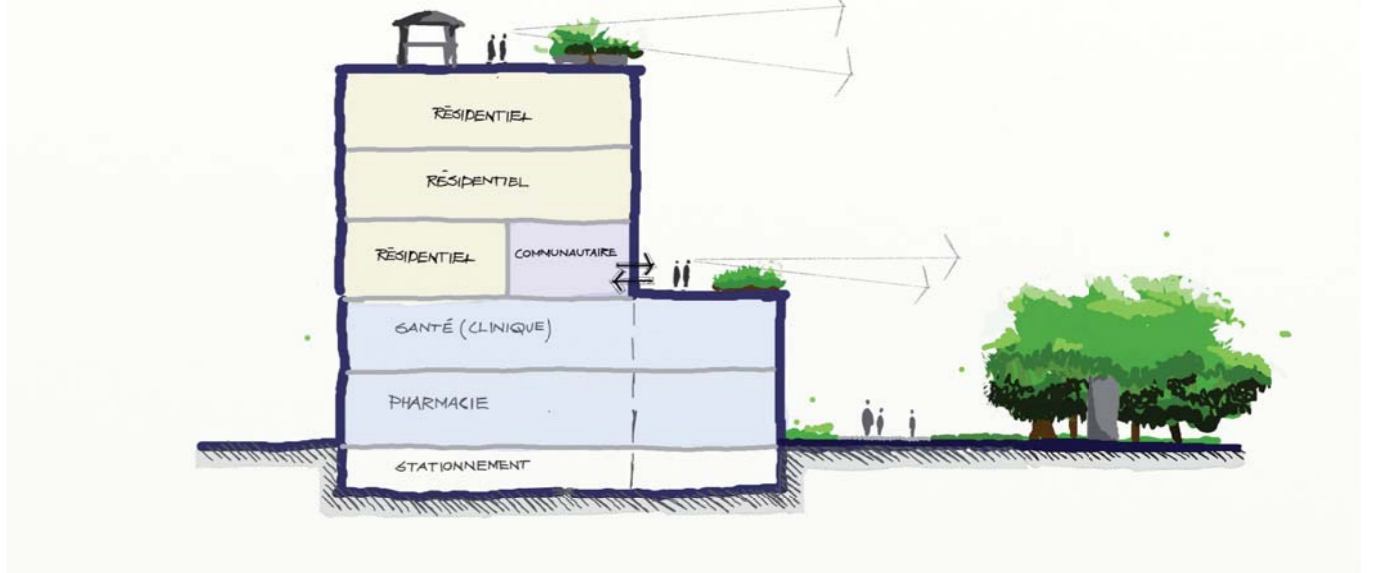 RÉSIDENTIEL
RÉSIDENTIEL
RÉSIDENTIEL
COMMUNAUTAIRE
SANTÉ (CLINIQUE)
PHARMACIE
STATIONNEMENT